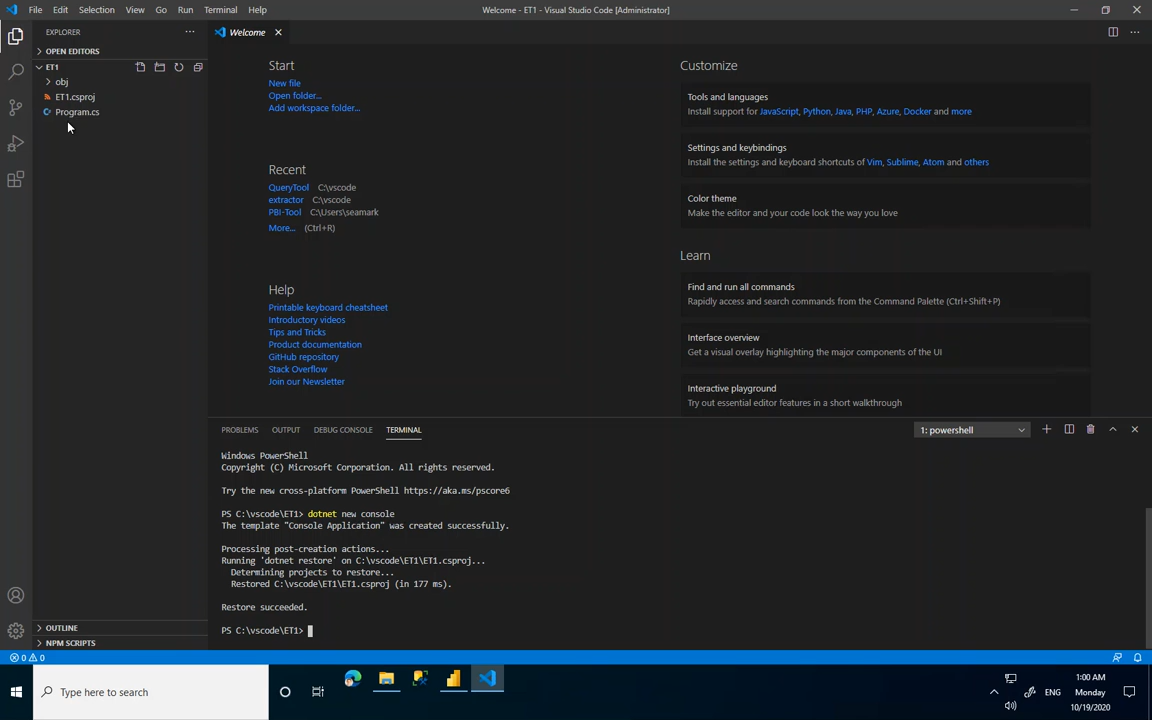 File Edit Selection View Go Run Terminal Help
Welcome - ET1 - Visual Studio Code [Administrator]
EXPLORER
OPEN EDITORS
ET1
obj
ET1.csproj
Program.cs
OUTLINE
NPM SCRIPTS
Welcome
Start
New file
Open folder...
Add workspace folder...
Recent
QueryTool C:\vscode
extractor C:\vscode
PBI-Tool C:\Users\seamark
More... (Ctrl+R)
Help
Printable keyboard cheatsheet
Introductory videos
Tips and Tricks
Product documentation
GitHub repository
Stack Overflow
Join our Newsletter
Customize
Tools and languages
Install support for JavaScript, Python, Java, PHP, Azure, Docker and more
Settings and keybindings
Install the settings and keyboard shortcuts of Vim, Sublime, Atom and others
Color theme
Make the editor and your code look the way you love
Learn
Find and run all commands
Rapidly access and search commands from the Command Palette (Ctrl+Shift+P)
Interface overview
Get a visual overlay highlighting the major components of the UI
Interactive playground
Try out essential editor features in a short walkthrough
PROBLEMS OUTPUT DEBUG CONSOLE TERMINAL
1: powershell
Windows PowerShell
Copyright (C) Microsoft Corporation. All rights reserved.
Try the new cross-platform PowerShell https://aka.ms/pscore6
PS C:\vscode\ET1> dotnet new console
The template "Console Application" was created successfully.
Processing post-creation actions...
Running 'dotnet restore' on C:\vscode\ET1\ET1.csproj...
Determining projects to restore...
Restored C:\vscode\ET1\ET1.csproj (in 177 ms).
Restore succeeded.
PS C:\vscode\ET1>
0 0
Type here to search
ENG
1:00 AM
Monday
10/19/2020